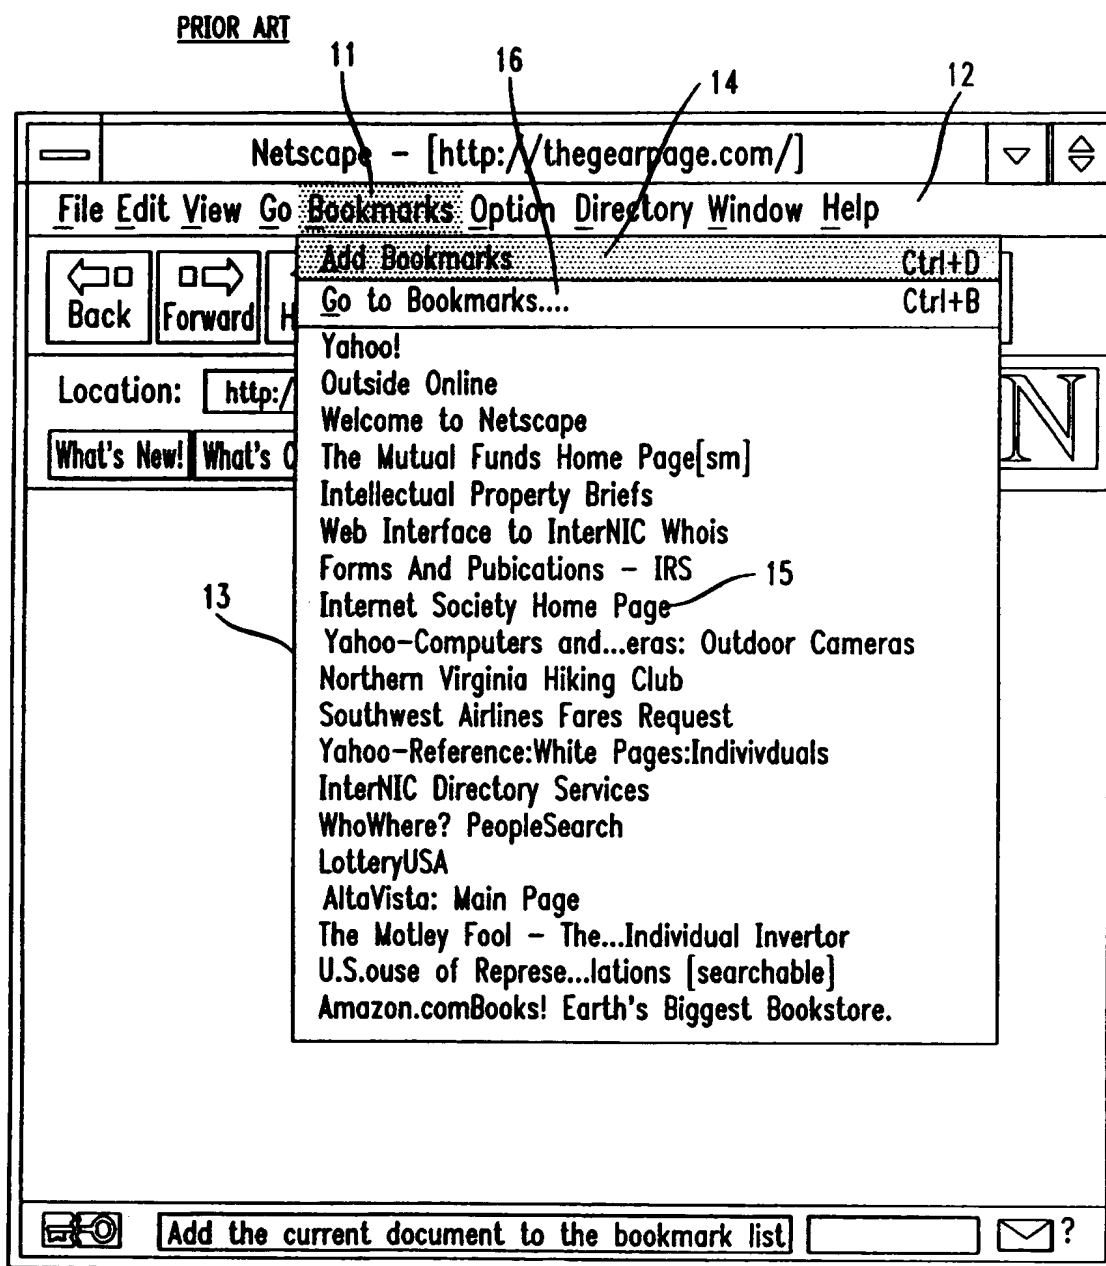 PRIOR ART
11
16
14
12
Netscape - [http://thegearpage.com/]
File Edit View Go Bookmarks Option Directory Window Help
Add Bookmarks Ctrl+D
Go to Bookmarks.... Ctrl+B
Back Forward H
Yahoo!
Location: http:/
Outside Online
N
Welcome to Netscape
What's New! What's C
The Mutual Funds Home Page[sm]
Intellectual Property Briefs
Web Interface to InterNIC Whois
Forms And Pubications - IRS
15
13
Internet Society Home Page
Yahoo-Computers and...eras: Outdoor Cameras
Northern Virginia Hiking Club
Southwest Airlines Fares Request
Yahoo-Reference:White Pages:Indivivduals
InterNIC Directory Services
WhoWhere? PeopleSearch
LotteryUSA
AltaVista: Main Page
The Motley Fool - The...Individual Invertor
U.S.ouse of Represe...lations [searchable]
Amazon.comBooks! Earth's Biggest Bookstore.
Add the current document to the bookmark list
?